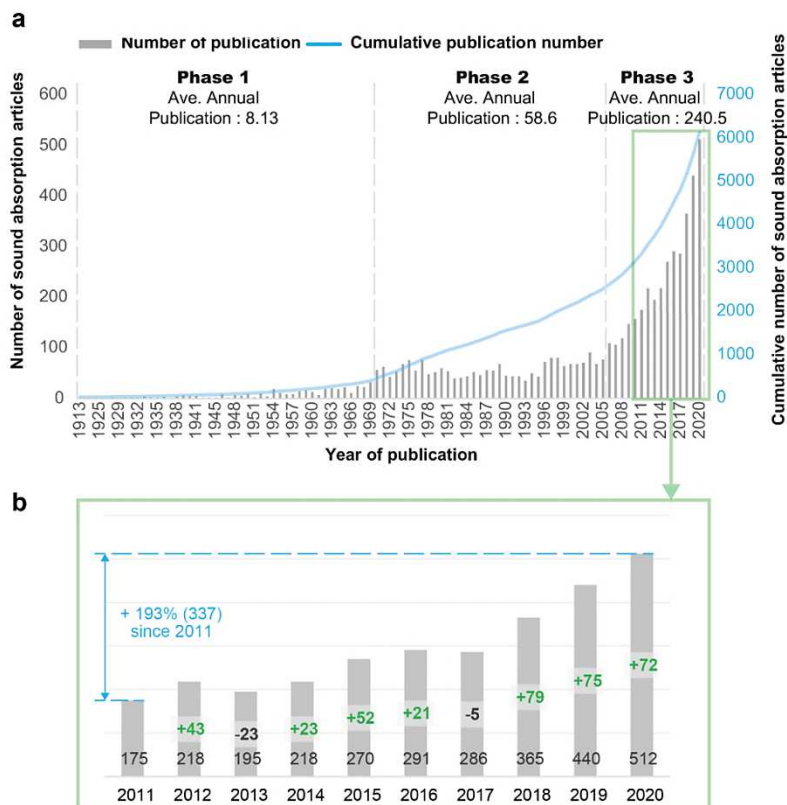 a
Number of publication Cumulative publication number
Phase 1
Ave. Annual
Publication : 8.13
Phase 2
Ave. Annual
Publication : 58.6
Phase 3
Ave. Annual
Publication : 240.5
Number of sound absorption articles
600
500
400
300
200
100
0
7000
6000
5000
4000
3000
2000
1000
0
Cumulative number of sound absorption articles
1913 1925 1929 1932 1935 1938 1941 1945 1948 1951 1954 1957 1960 1963 1966 1969 1972 1975 1978 1981 1984 1987 1990 1993 1996 1999 2002 2005 2008 2011 2014 2017 2020
Year of publication
b
+ 193% (337)
since 2011
+43 -23 +23 +52 +21 -5 +79 +75 +72
175 218 195 218 270 291 286 365 440 512
2011 2012 2013 2014 2015 2016 2017 2018 2019 2020